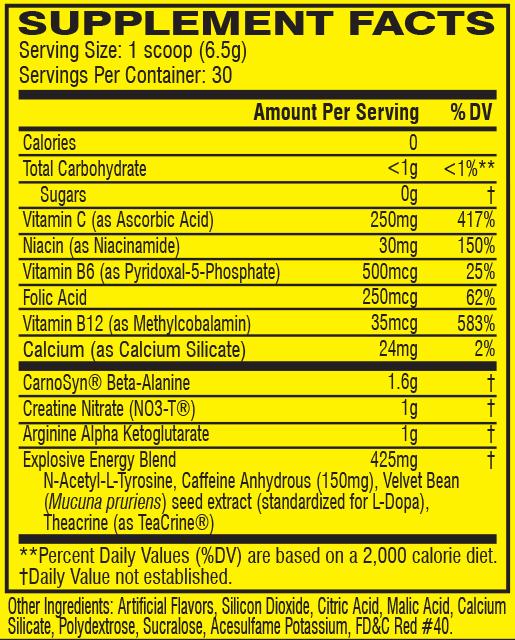 SUPPLEMENT FACTS
Serving Size: 1 scoop (6.5g)
Servings Per Container: 30
Amount Per Serving % DV
Calories 0
Total Carbohydrate <1g <1%**
Sugars 0g †
Vitamin C (as Ascorbic Acid) 250mg 417%
Niacin (as Niacinamide) 30mg 150%
Vitamin B6 (as Pyridoxal-5-Phosphate) 500mcg 25%
Folic Acid 250mcg 62%
Vitamin B12 (as Methylcobalamin) 35mcg 583%
Calcium (as Calcium Silicate) 24mg 2%
CarnoSyn® Beta-Alanine 1.6g †
Creatine Nitrate (NO3-T®) 1g †
Arginine Alpha Ketoglutarate 1g †
Explosive Energy Blend 425mg †
N-Acetyl-L-Tyrosine, Caffeine Anhydrous (150mg), Velvet Bean
(Mucuna pruriens) seed extract (standardized for L-Dopa),
Theacrine (as TeaCrine®)
**Percent Daily Values (%DV) are based on a 2,000 calorie diet.
†Daily Value not established.
Other Ingredients: Artificial Flavors, Silicon Dioxide, Citric Acid, Malic Acid, Calcium
Silicate, Polydextrose, Sucralose, Acesulfame Potassium, FD&C Red #40.